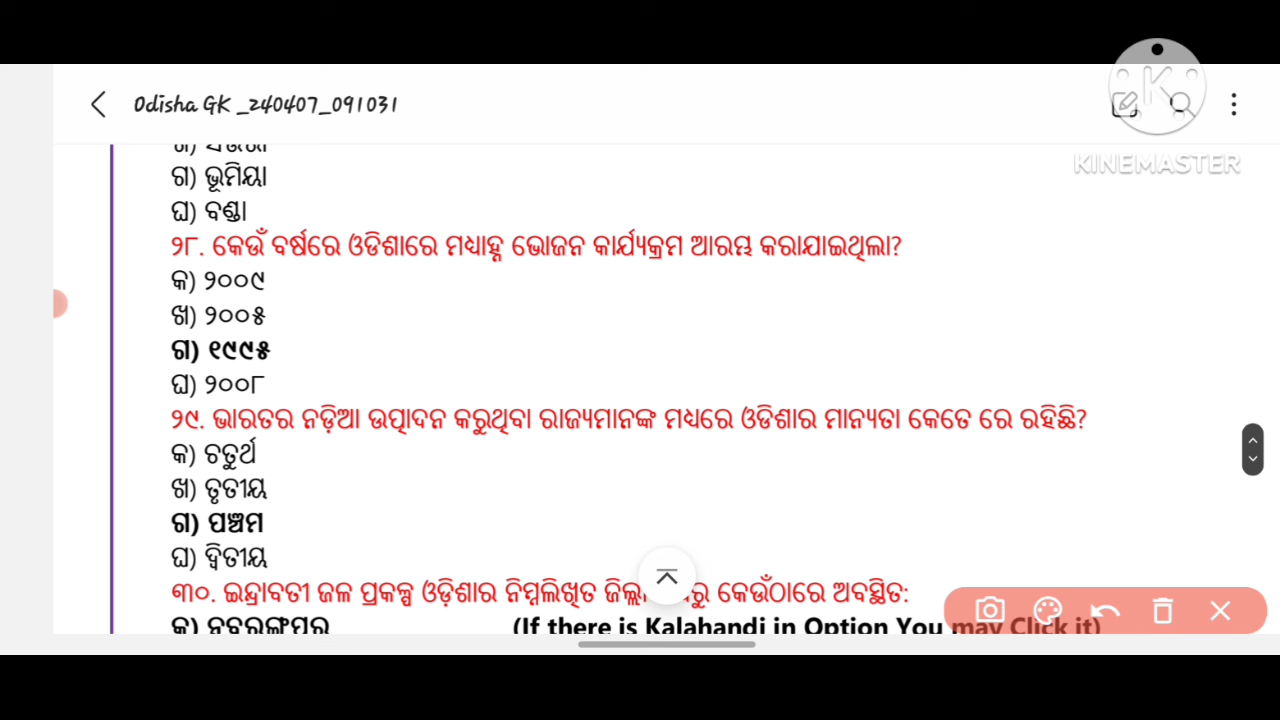 Odisha GK _240407_091031
KINEMASTER
ଗ) ଭୂମିୟା
ଘ) ବଣ୍ଡା
୨୮. କେଉଁ ବର୍ଷରେ ଓଡିଶାରେ ମଧ୍ୟାହ୍ନ ଭୋଜନ କାର୍ଯ୍ୟକ୍ରମ ଆରମ୍ଭ କରାଯାଇଥିଲା?
କ) ୨୦୦୯
ଖ) ୨୦୦୫
ଗ) ୧୯୯୫
ଘ) ୨୦୦୮
୨୯. ଭାରତର ନଡ଼ିଆ ଉତ୍ପାଦନ କରୁଥିବା ରାଜ୍ୟମାନଙ୍କ ମଧ୍ୟରେ ଓଡିଶାର ମାନ୍ୟତା କେତେ ରେ ରହିଛି?
କ) ଚତୁର୍ଥ
ଖ) ତୃତୀୟ
ଗ) ପଞ୍ଚମ
ଘ) ଦ୍ଵିତୀୟ
୩୦. ଇନ୍ଦ୍ରାବତୀ ଜଳ ପ୍ରକଳ୍ପ ଓଡ଼ିଶାର ନିମ୍ନଲିଖିତ କେଉଁଠାରେ ଅବସ୍ଥିତ:
କ) ନବରଙ୍ଗପୁର (If there is Kalahandi in Option You may Click it)